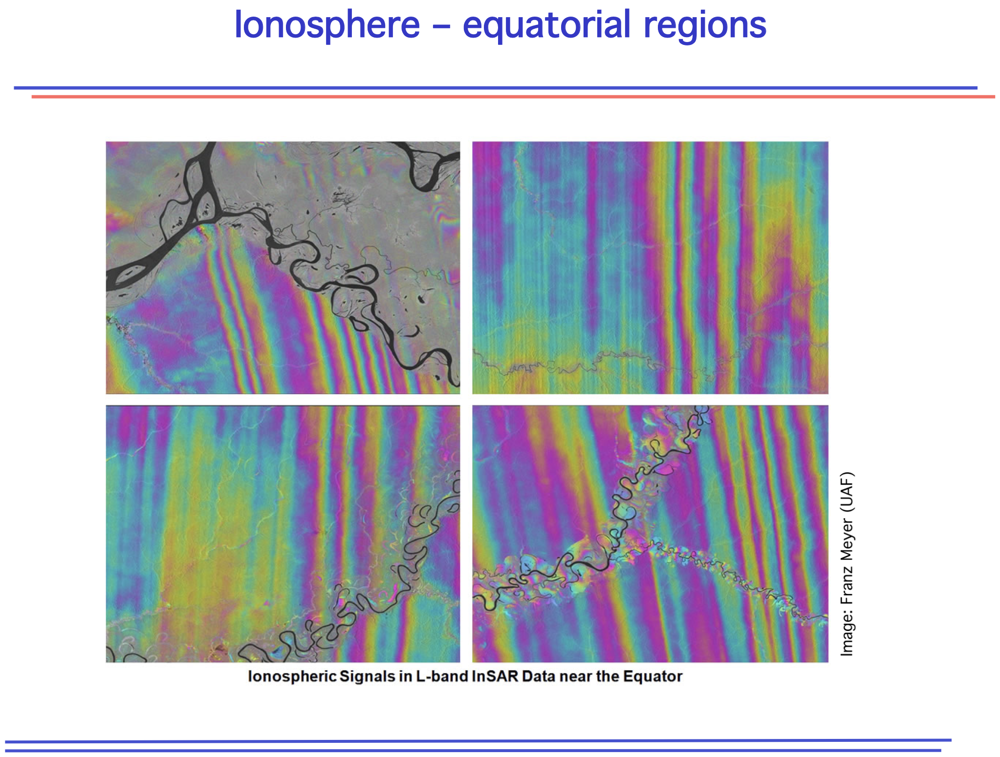 Ionosphere – equatorial regions
Ionospheric Signals in L-band InSAR Data near the Equator
Image: Franz Meyer (UAF)